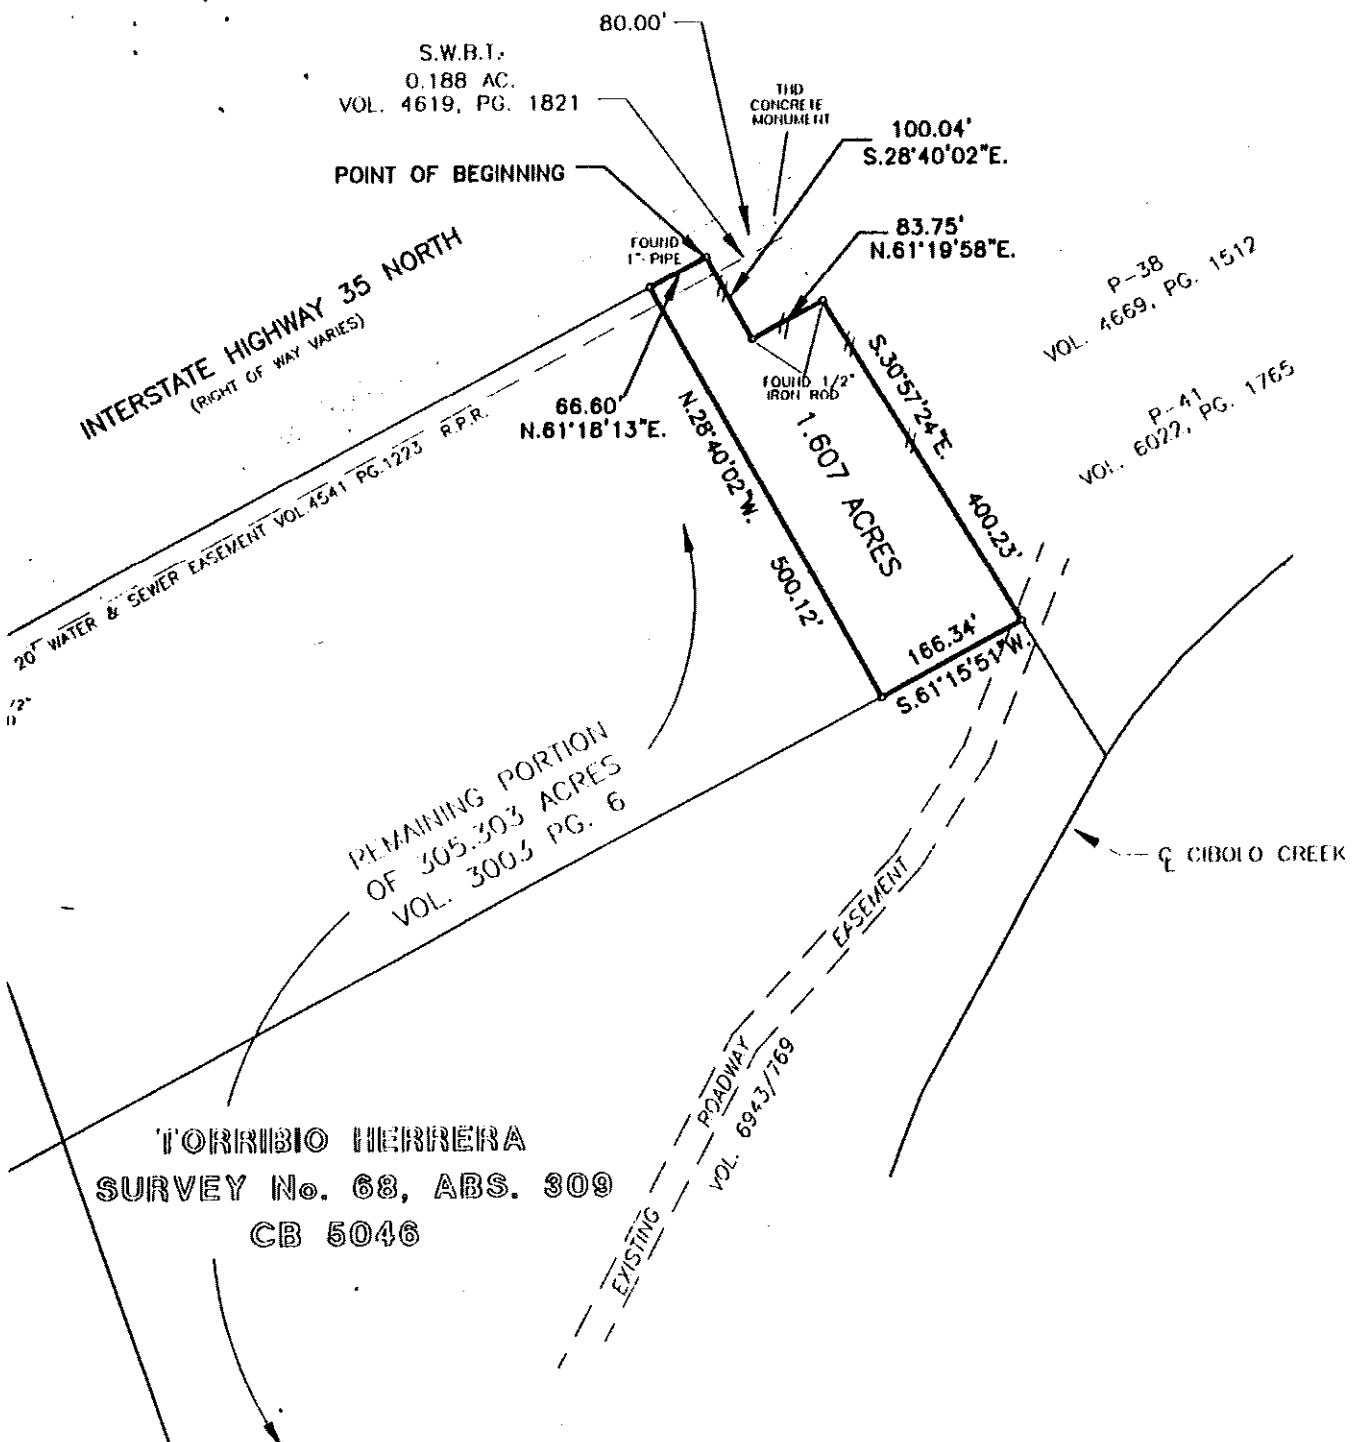 80.00'
S.W.B.T.
0.188 AC.
VOL. 4619, PG. 1821
THD
CONCRETE
MONUMENT
100.04'
S.28°40'02"E.
POINT OF BEGINNING
83.75'
N.61°19'58"E.
FOUND
1" PIPE
INTERSTATE HIGHWAY 35 NORTH
(RIGHT OF WAY VARIES)
P-38
VOL. 4669, PG. 1512
FOUND 1/2"
IRON ROD
S.30°57'24"E.
400.23'
66.60'
N.61°18'13"E.
N.28°40'02"W.
500.12'
1.607 ACRES
P-41
VOL. 6022, PG. 1765
20' WATER & SEWER EASEMENT VOL.4541 PG.1223 R.P.R.
166.34'
S.61°15'51"W.
/2"
REMAINING PORTION
OF 305.303 ACRES
VOL. 3003 PG. 6
℄ CIBOLO CREEK
EXISTING ROADWAY EASEMENT
VOL. 6943/769
TORRIBIO HERRERA
SURVEY No. 68, ABS. 309
CB 5046